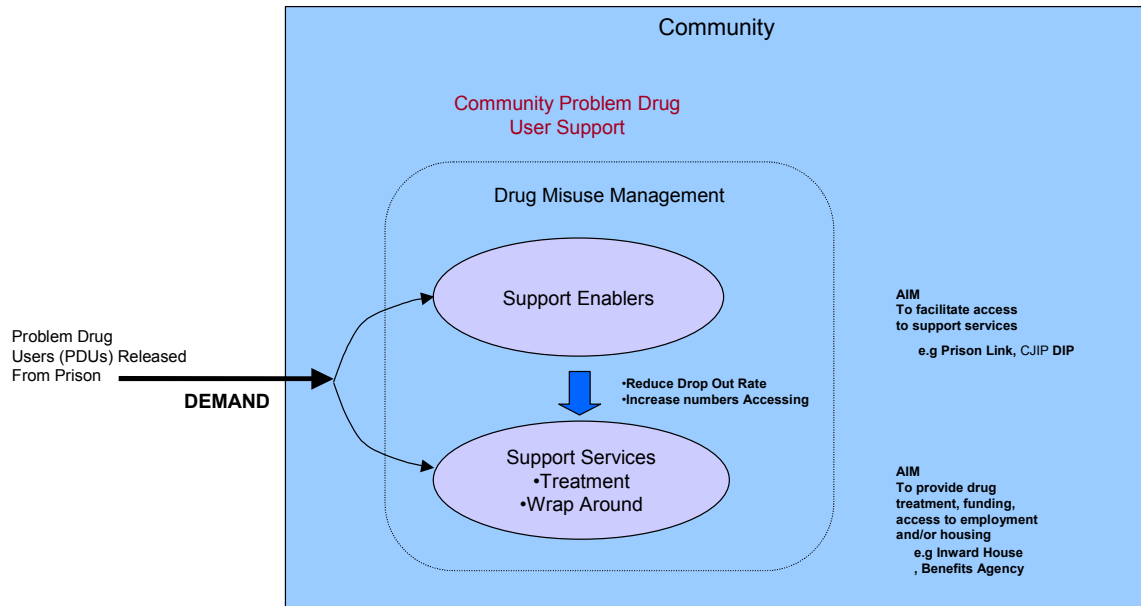 Community
Community Problem Drug
User Support
Drug Misuse Management
Support Enablers
AIM
To facilitate access
to support services
e.g Prison Link, CJIP DIP
Problem Drug
Users (PDUs) Released
From Prison
DEMAND
•Reduce Drop Out Rate
•Increase numbers Accessing
Support Services
•Treatment
•Wrap Around
AIM
To provide drug
treatment, funding,
access to employment
and/or housing
e.g Inward House
, Benefits Agency